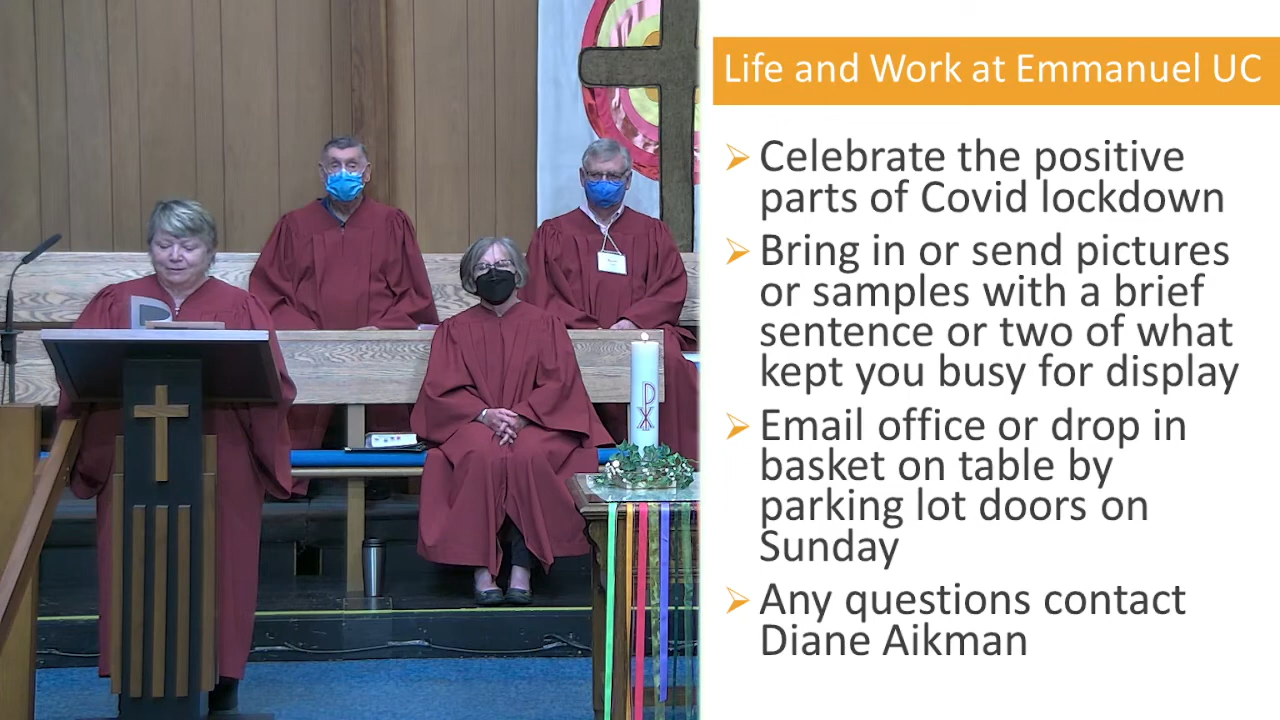 Life and Work at Emmanuel UC
Celebrate the positive
parts of Covid lockdown
Bring in or send pictures
or samples with a brief
sentence or two of what
kept you busy for display
Email office or drop in
basket on table by
parking lot doors on
Sunday
Any questions contact
Diane Aikman